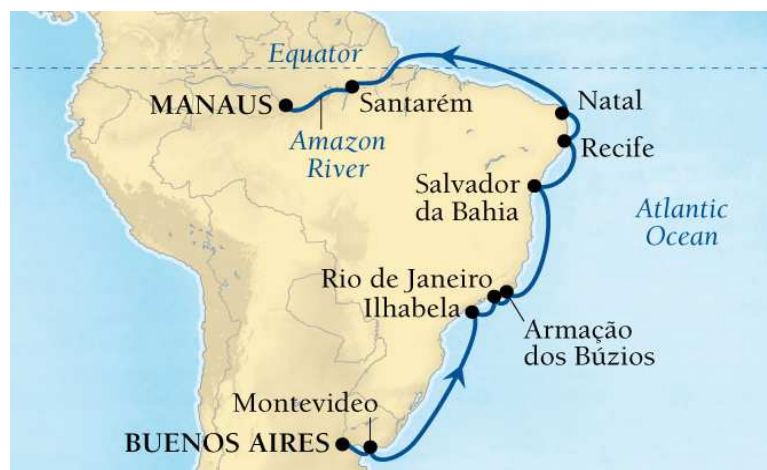 Equator
MANAUS
Santarém
Natal
Amazon
River
Recife
Salvador
da Bahia
Atlantic
Ocean
Rio de Janeiro
Ilhabela
Armação
dos Búzios
Montevideo
BUENOS AIRES